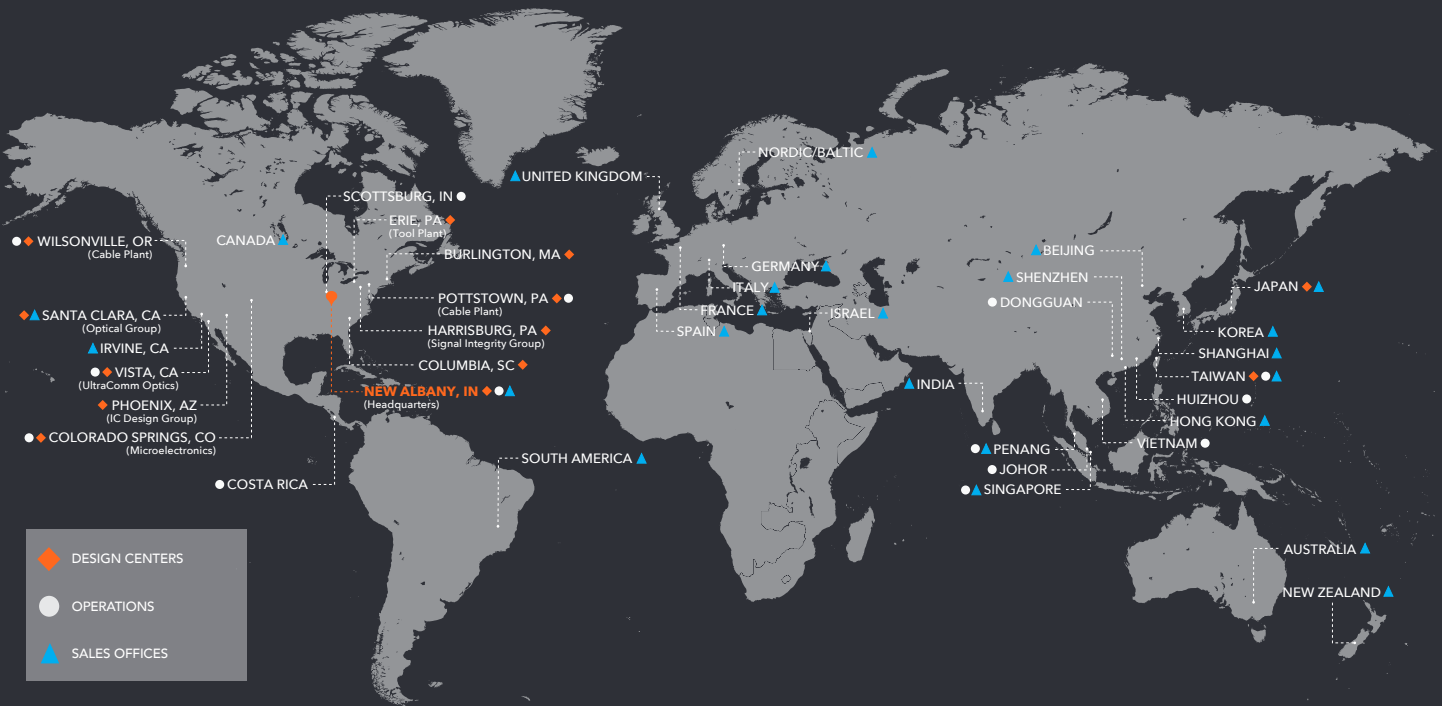 NORDIC/BALTIC
UNITED KINGDOM
SCOTTSBURG, IN
ERIE, PA
(Tool Plant)
WILSONVILLE, OR
(Cable Plant)
CANADA
BURLINGTON, MA
BEIJING
GERMANY
SHENZHEN
ITALY
JAPAN
POTTSTOWN, PA
(Cable Plant)
DONGGUAN
FRANCE
ISRAEL
SANTA CLARA, CA
(Optical Group)
HARRISBURG, PA
(Signal Integrity Group)
SPAIN
KOREA
IRVINE, CA
SHANGHAI
COLUMBIA, SC
VISTA, CA
(UltraComm Optics)
TAIWAN
INDIA
NEW ALBANY, IN
(Headquarters)
HUIZHOU
PHOENIX, AZ
(IC Design Group)
HONG KONG
COLORADO SPRINGS, CO
(Microelectronics)
VIETNAM
PENANG
SOUTH AMERICA
JOHOR
COSTA RICA
SINGAPORE
AUSTRALIA
NEW ZEALAND
DESIGN CENTERS
OPERATIONS
SALES OFFICES